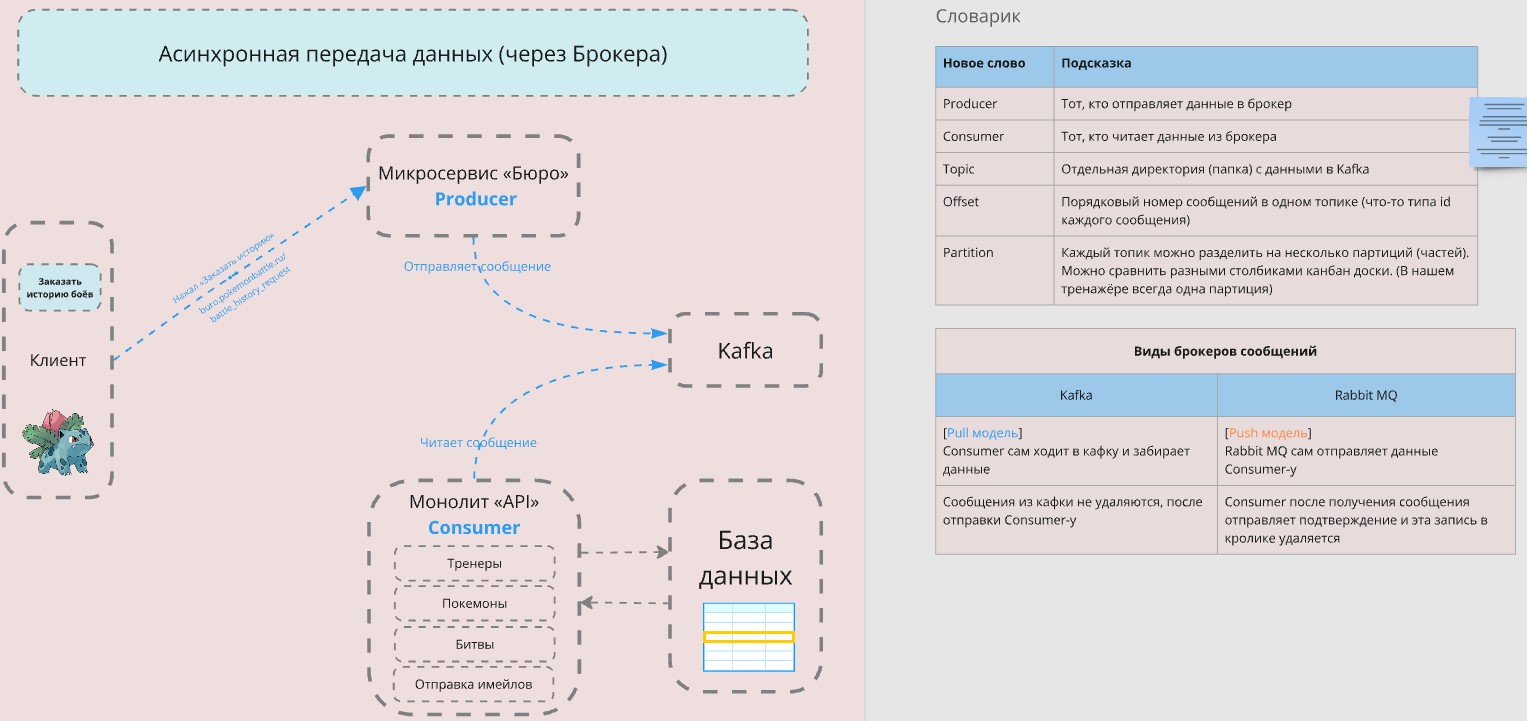 Асинхронная передача данных (через Брокера)
Микросервис «Бюро»
Producer
Нажал «Заказать историю»
buro.pokemonbattle.ru/
battle_history_request
Отправляет сообщение
Заказать
историю боёв
Клиент
Kafka
Читает сообщение
Монолит «API»
Consumer
Тренеры
Покемоны
Битвы
Отправка имейлов
База
данных
Словарик
Новое слово Подсказка
Producer Тот, кто отправляет данные в брокер
Consumer Тот, кто читает данные из брокера
Topic Отдельная директория (папка) с данными в Kafka
Offset Порядковый номер сообщений в одном топике (что-то типа id
каждого сообщения)
Partition Каждый топик можно разделить на несколько партиций (частей).
Можно сравнить разными столбиками канбан доски. (В нашем
тренажёре всегда одна партиция)
Виды брокеров сообщений
Kafka Rabbit MQ
[Pull модель]
Consumer сам ходит в кафку и забирает
данные
[Push модель]
Rabbit MQ сам отправляет данные
Consumer-у
Сообщения из кафки не удаляются, после
отправки Consumer-у
Consumer после получения сообщения
отправляет подтверждение и эта запись в
кролике удаляется